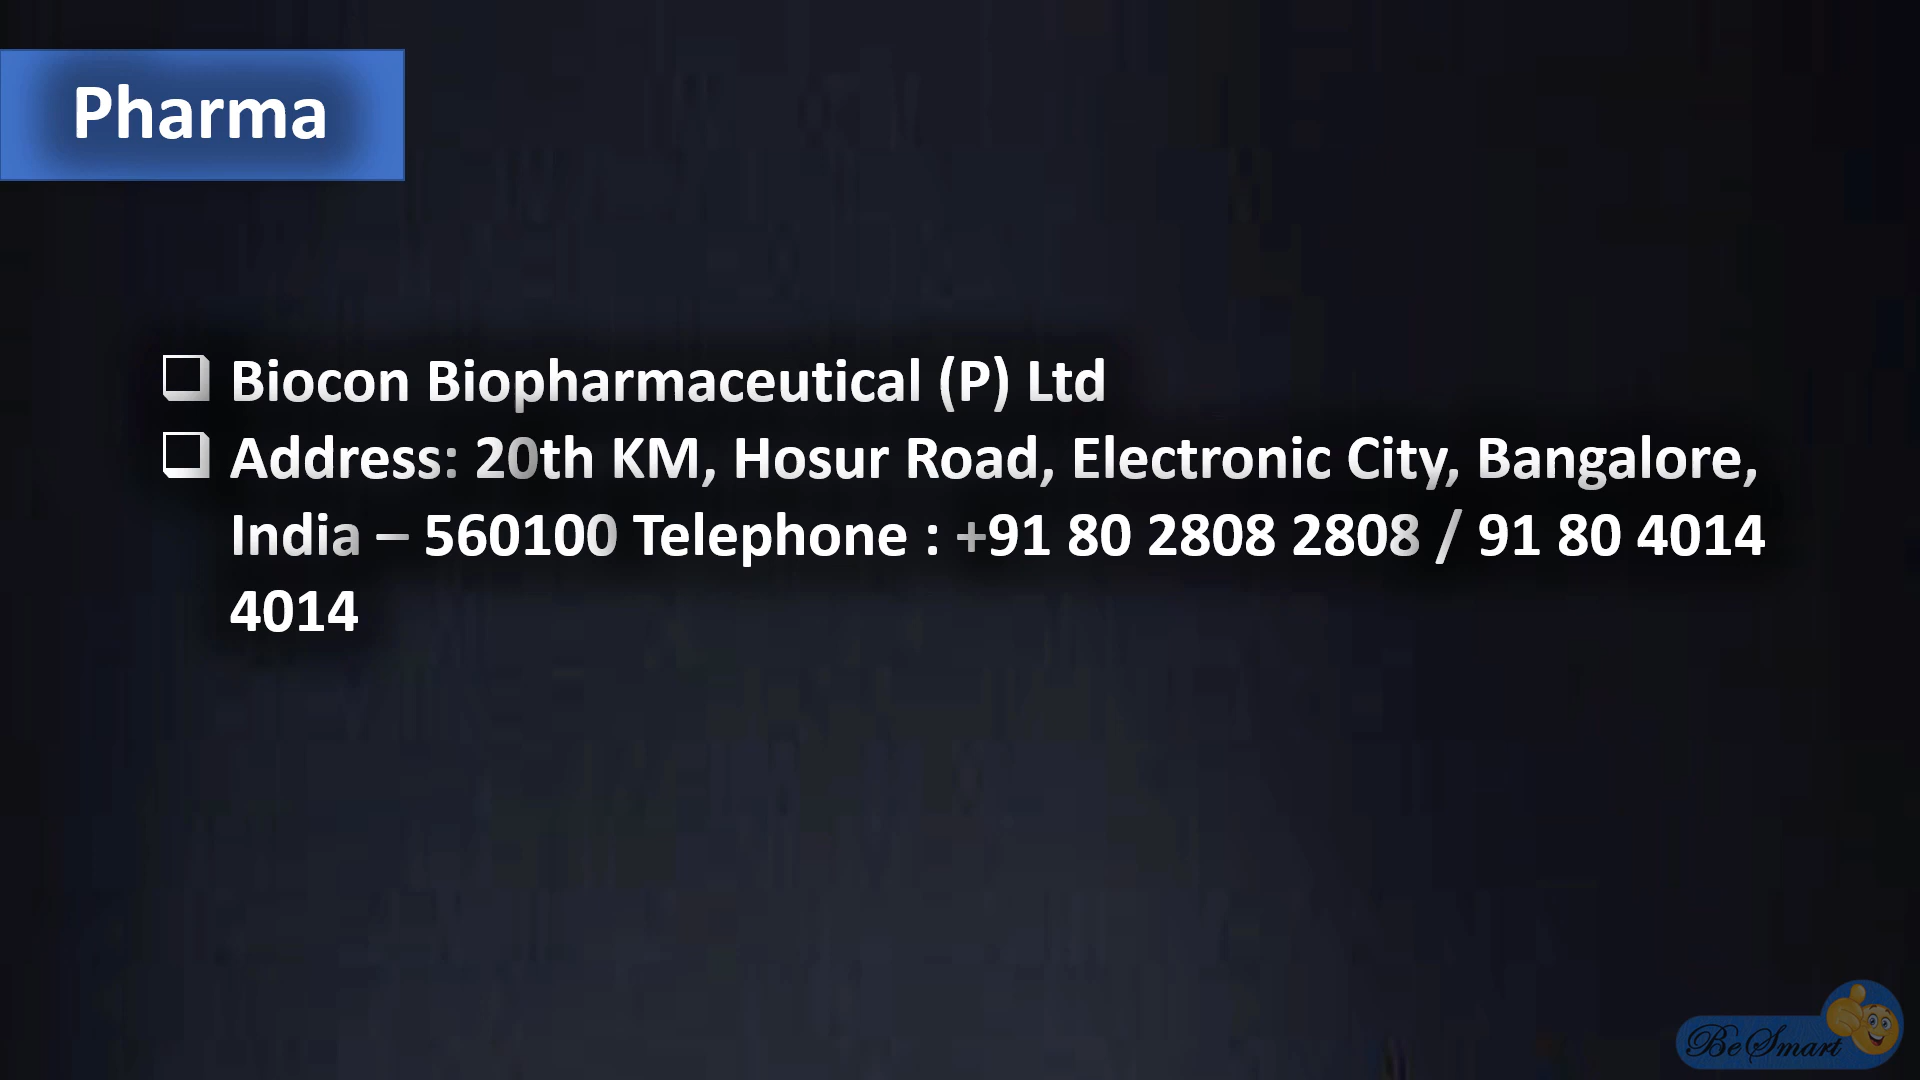 Pharma
❑ Biocon Biopharmaceutical (P) Ltd
❑ Address: 20th KM, Hosur Road, Electronic City, Bangalore,
India – 560100 Telephone : +91 80 2808 2808 / 91 80 4014
4014
BeSmart